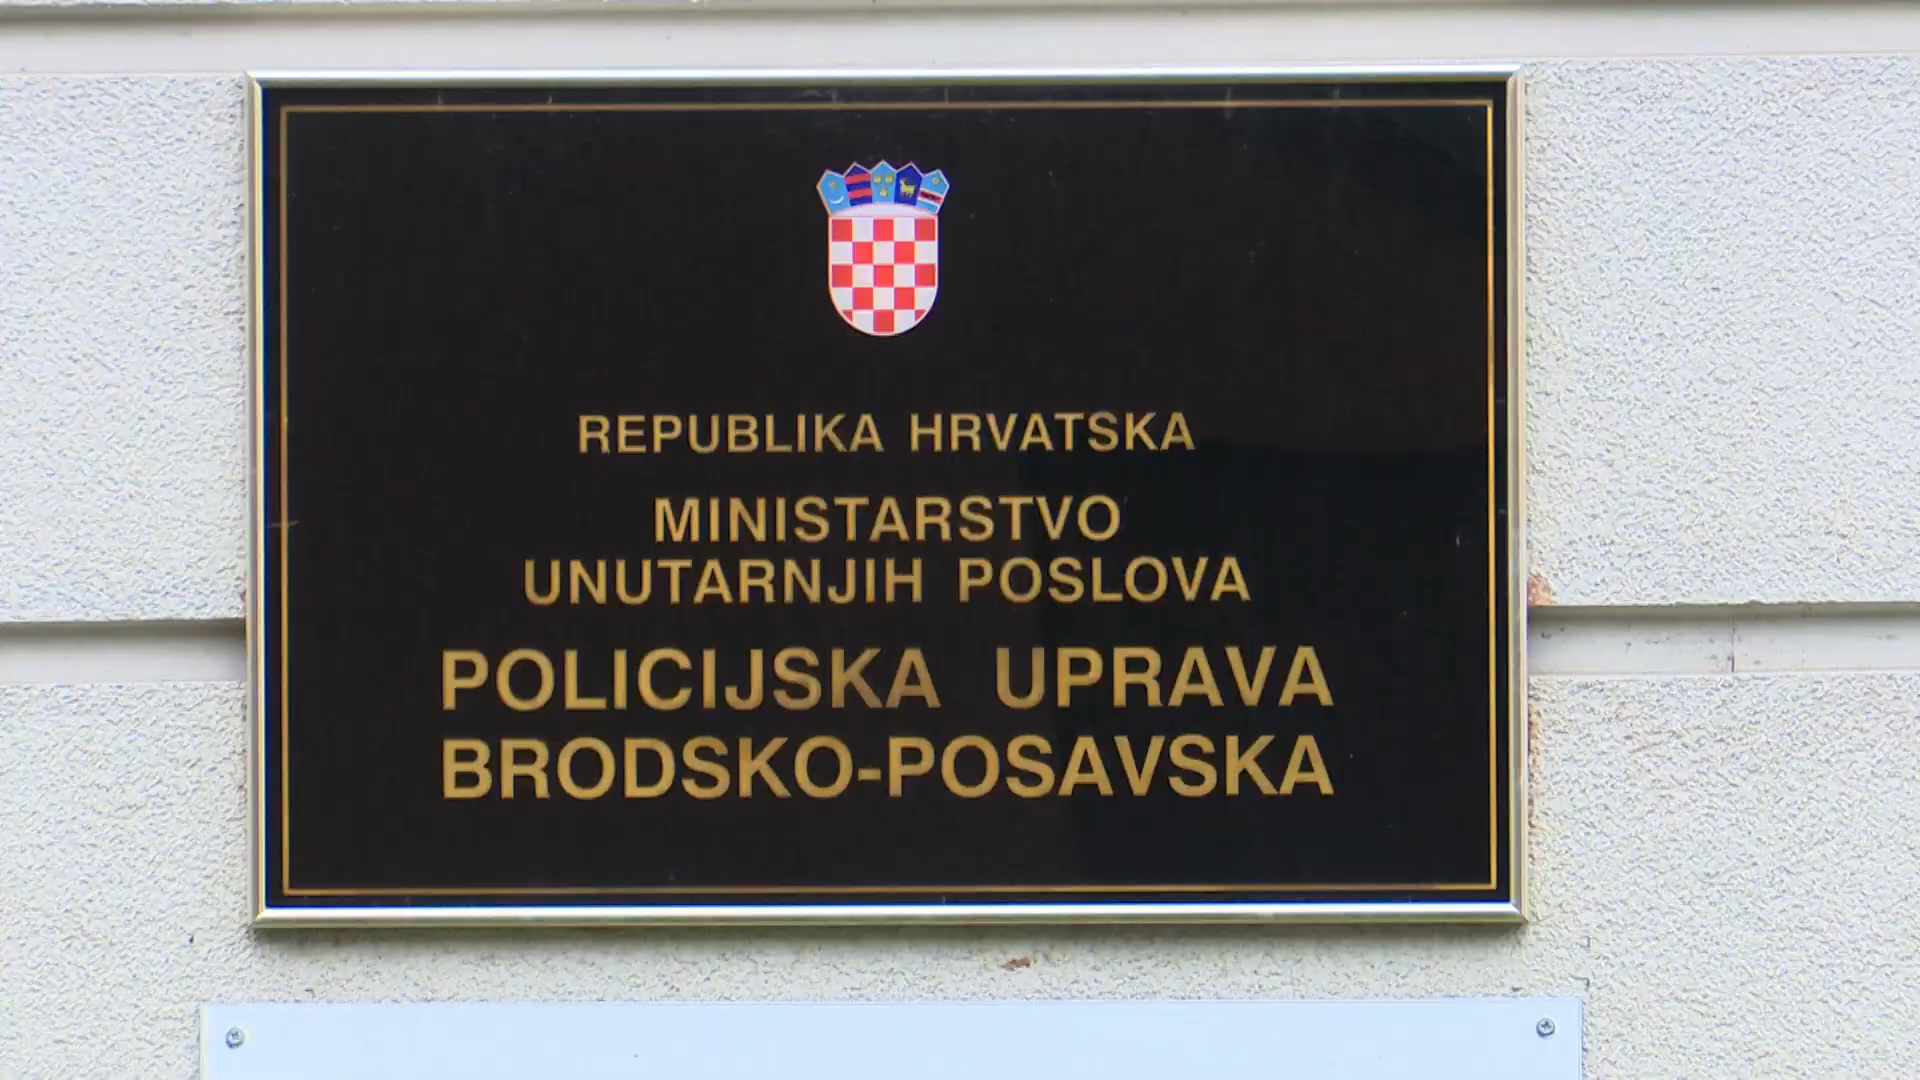 REPUBLIKA HRVATSKA
MINISTARSTVO
UNUTARNJIH POSLOVA
POLICIJSKA UPRAVA
BRODSKO-POSAVSKA